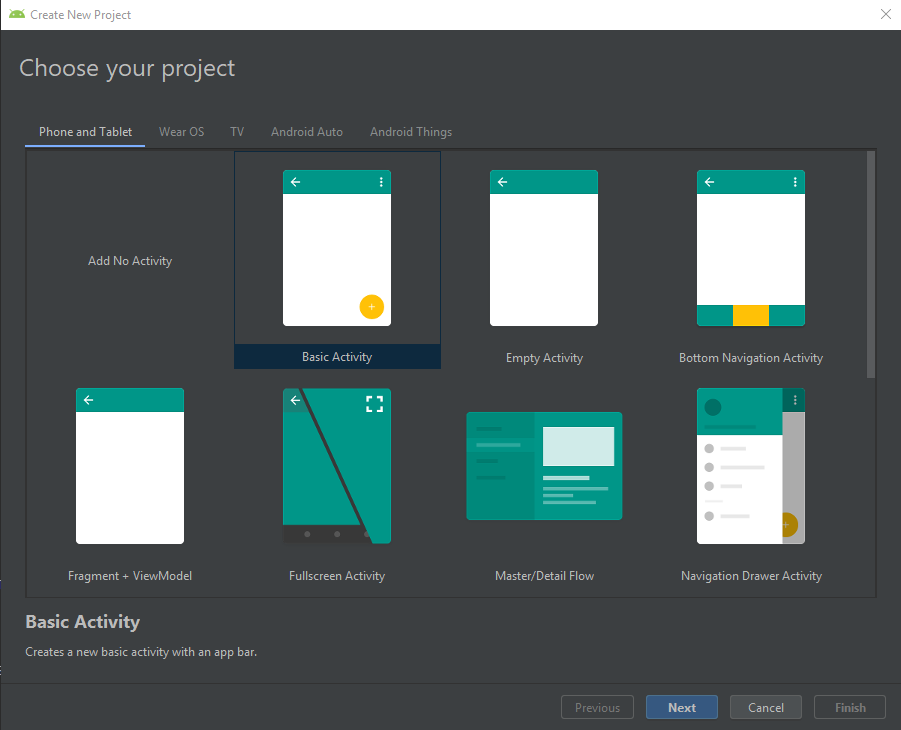 Create New Project
Choose your project
Phone and Tablet Wear OS TV Android Auto Android Things
Add No Activity
Basic Activity
Empty Activity
Bottom Navigation Activity
Fragment + ViewModel
Fullscreen Activity
Master/Detail Flow
Navigation Drawer Activity
Basic Activity
Creates a new basic activity with an app bar.
Previous Next Cancel Finish